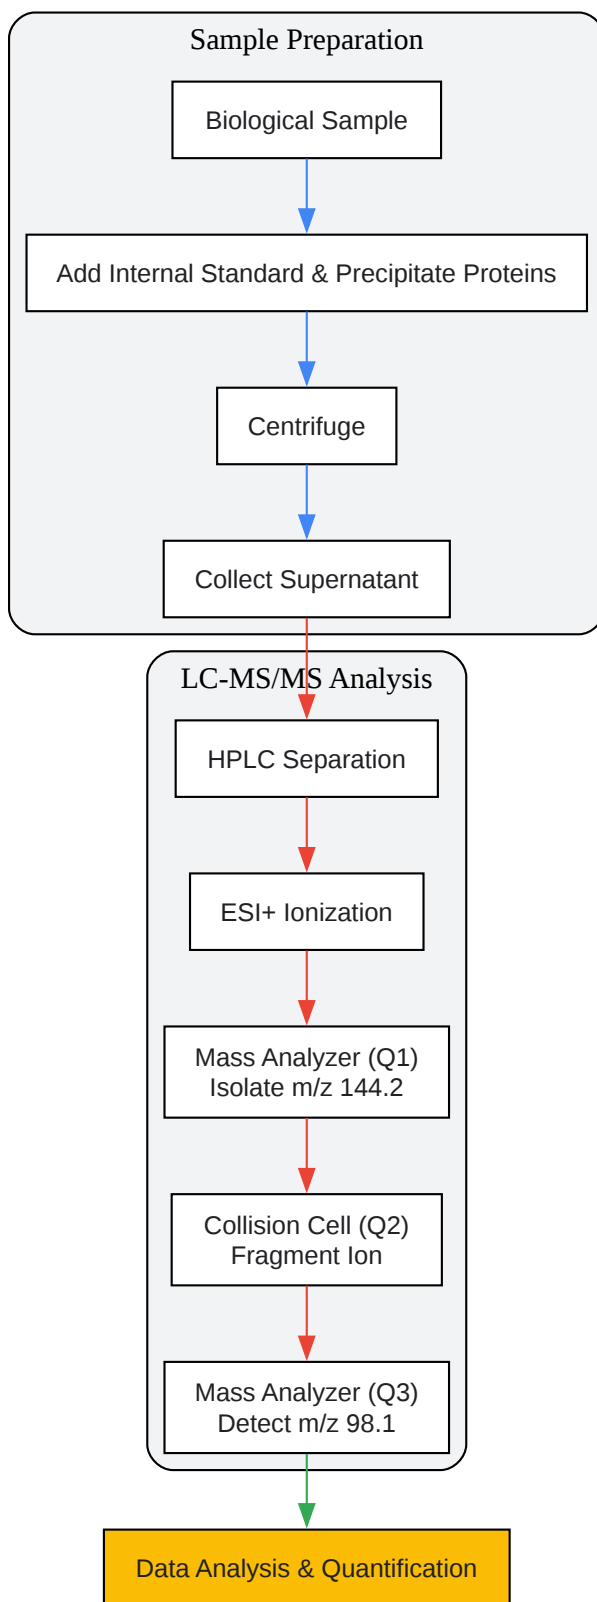 Sample Preparation
Biological Sample
Add Internal Standard & Precipitate Proteins
Centrifuge
Collect Supernatant
LC-MS/MS Analysis
HPLC Separation
ESI+ Ionization
Mass Analyzer (Q1)
Isolate m/z 144.2
Collision Cell (Q2)
Fragment Ion
Mass Analyzer (Q3)
Detect m/z 98.1
Data Analysis & Quantification